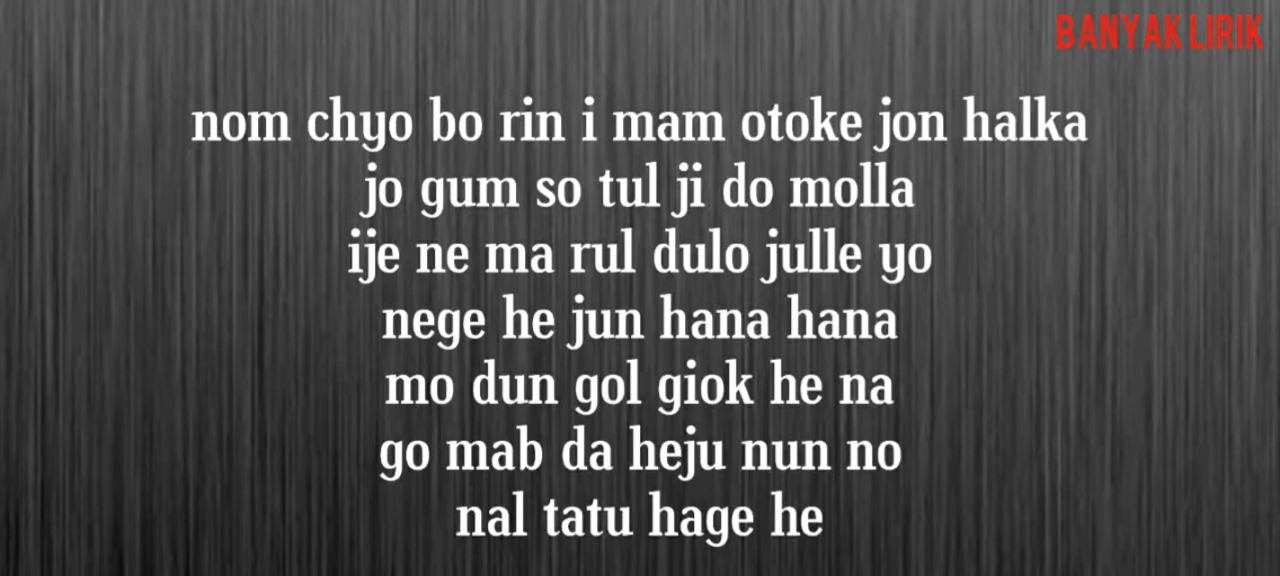 BANYAK LIRIK
nom chyo bo rin i mam otoke jon halka
jo gum so tul ji do molla
ije ne ma rul dulo julle yo
nege he jun hana hana
mo dun gol giok he na
go mab da heju nun no
nal tatu hage he